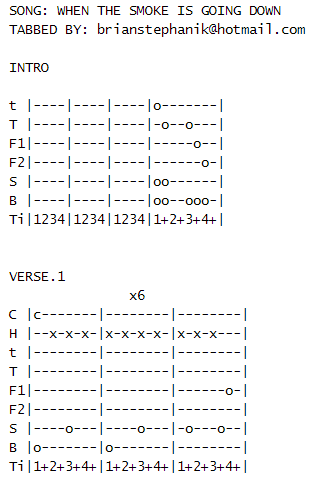 SONG: WHEN THE SMOKE IS GOING DOWN
TABBED BY: brianstephanik@hotmail.com
INTRO
t |----|----|----|o-------|
T |----|----|----|-o--o---|
F1|----|----|----|-----o--|
F2|----|----|----|------o-|
S |----|----|----|oo------|
B |----|----|----|oo--ooo-|
Ti|1234|1234|1234|1+2+3+4+|
VERSE.1
x6
C |c-------|--------|--------|
H |--x-x-x-|x-x-x-x-|x-x-x---|
t |--------|--------|--------|
T |--------|--------|--------|
F1|--------|--------|------o-|
F2|--------|--------|--------|
S |----o---|----o---|-o---o--|
B |o-------|o-------|--------|
Ti|1+2+3+4+|1+2+3+4+|1+2+3+4+|